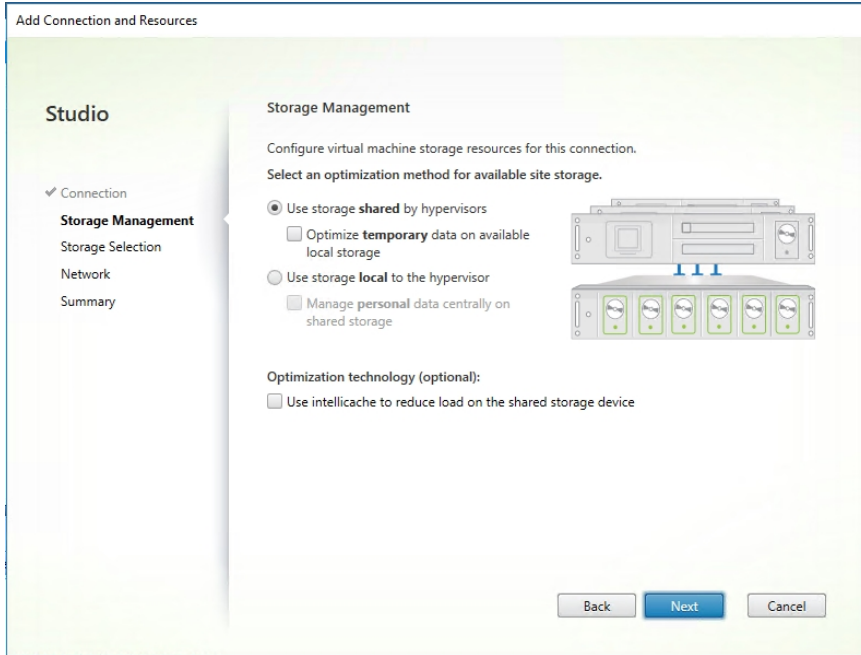 Add Connection and Resources
Studio
Connection
Storage Management
Storage Selection
Network
Summary
Storage Management
Configure virtual machine storage resources for this connection.
Select an optimization method for available site storage.
Use storage shared by hypervisors
Optimize temporary data on available
local storage
Use storage local to the hypervisor
Manage personal data centrally on
shared storage
Optimization technology (optional):
Use intellicache to reduce load on the shared storage device
Back
Next
Cancel